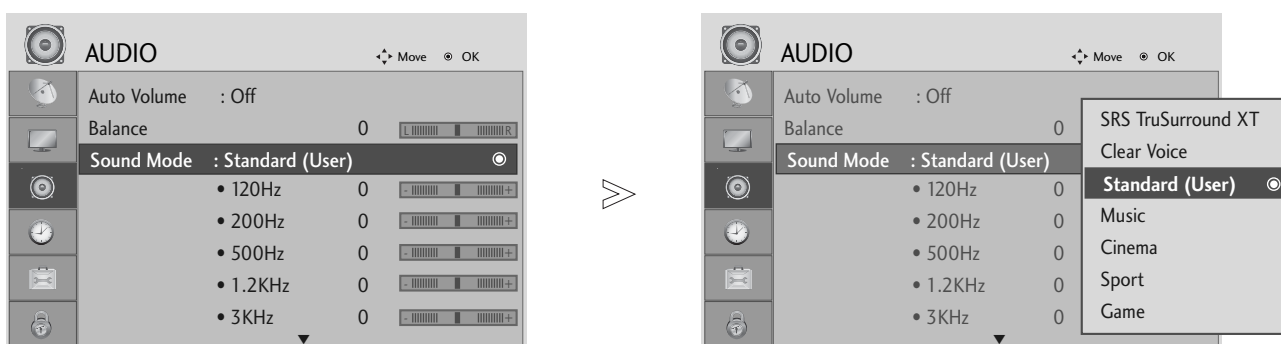 AUDIO
Move OK
Auto Volume : Off
Balance 0 L R
Sound Mode : Standard (User)
• 120Hz 0 - +
• 200Hz 0 - +
• 500Hz 0 - +
• 1.2KHz 0 - +
• 3KHz 0 - +
AUDIO
Move OK
Auto Volume : Off
Balance 0
Sound Mode : Standard (User)
• 120Hz 0
• 200Hz 0
• 500Hz 0
• 1.2KHz 0
• 3KHz 0
SRS TruSurround XT
Clear Voice
Standard (User)
Music
Cinema
Sport
Game